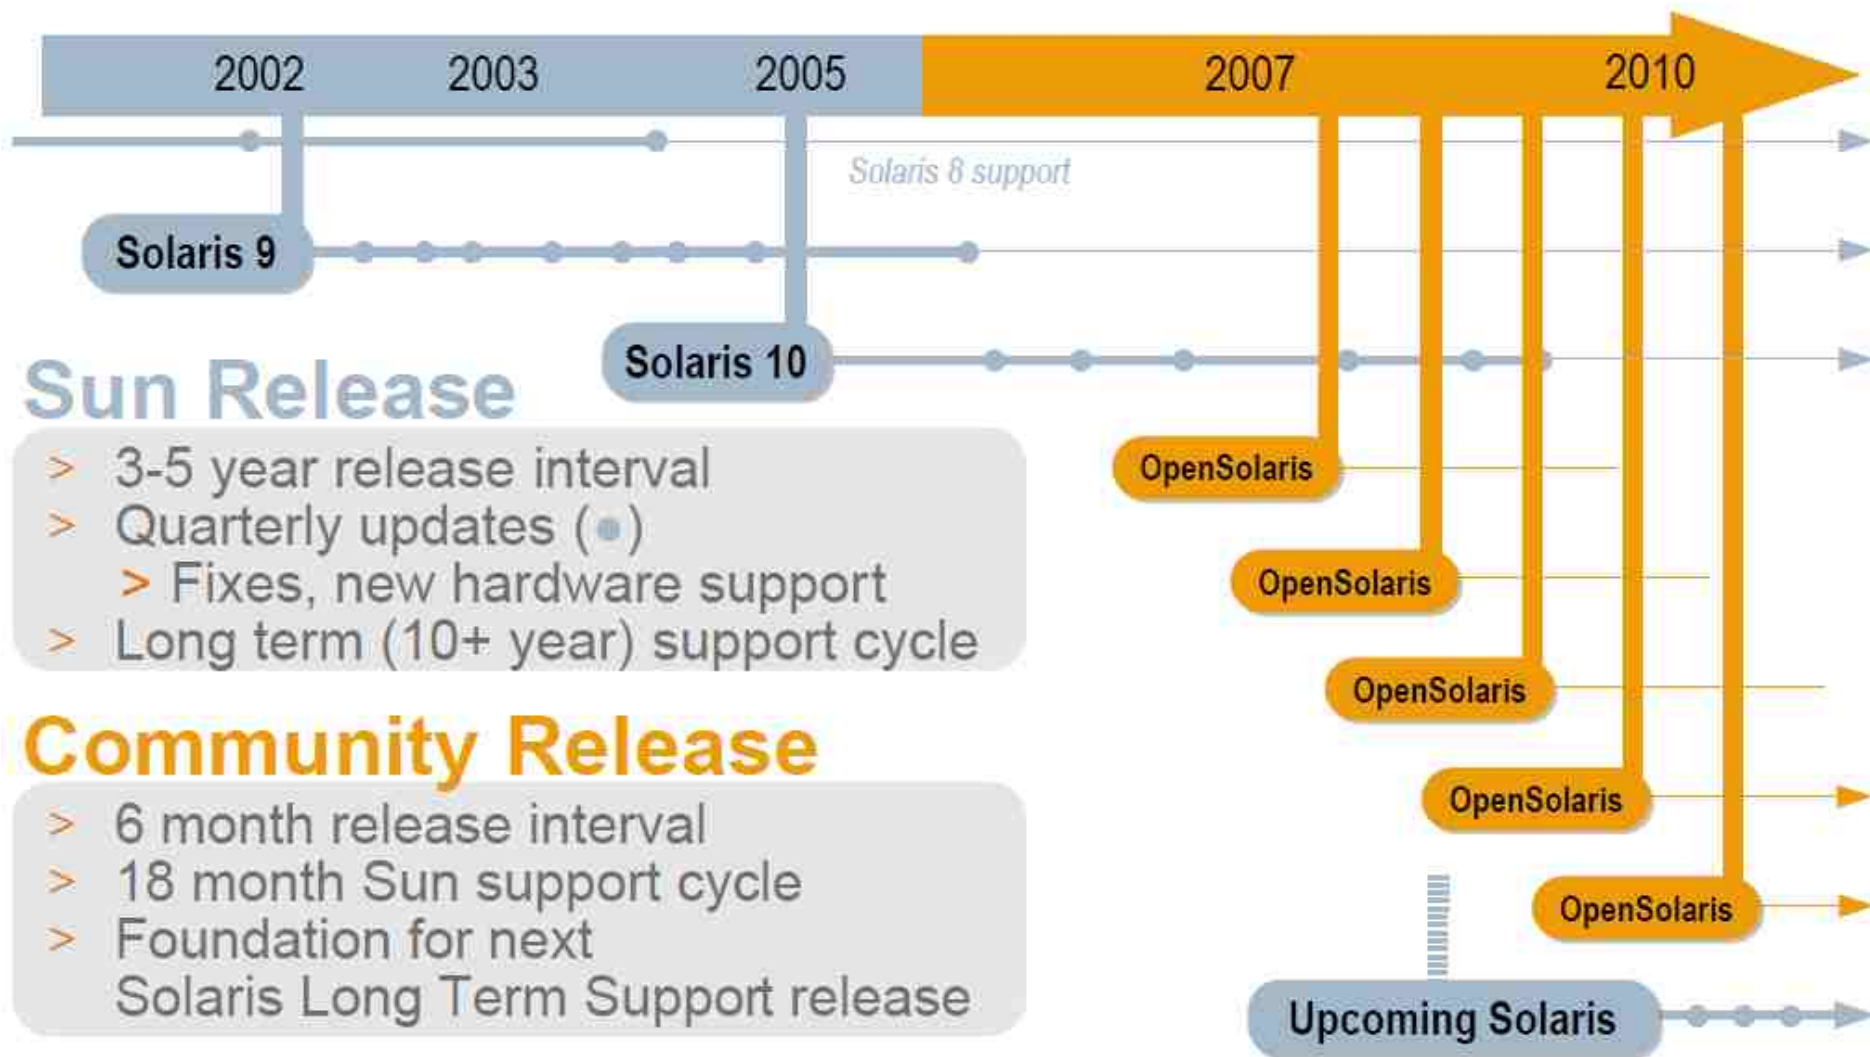 2002 2003 2005 2007 2010
Solaris 8 support
Solaris 9
Solaris 10
Sun Release
> 3-5 year release interval
> Quarterly updates (●)
> Fixes, new hardware support
> Long term (10+ year) support cycle
Community Release
> 6 month release interval
> 18 month Sun support cycle
> Foundation for next
Solaris Long Term Support release
OpenSolaris
OpenSolaris
OpenSolaris
OpenSolaris
OpenSolaris
Upcoming Solaris